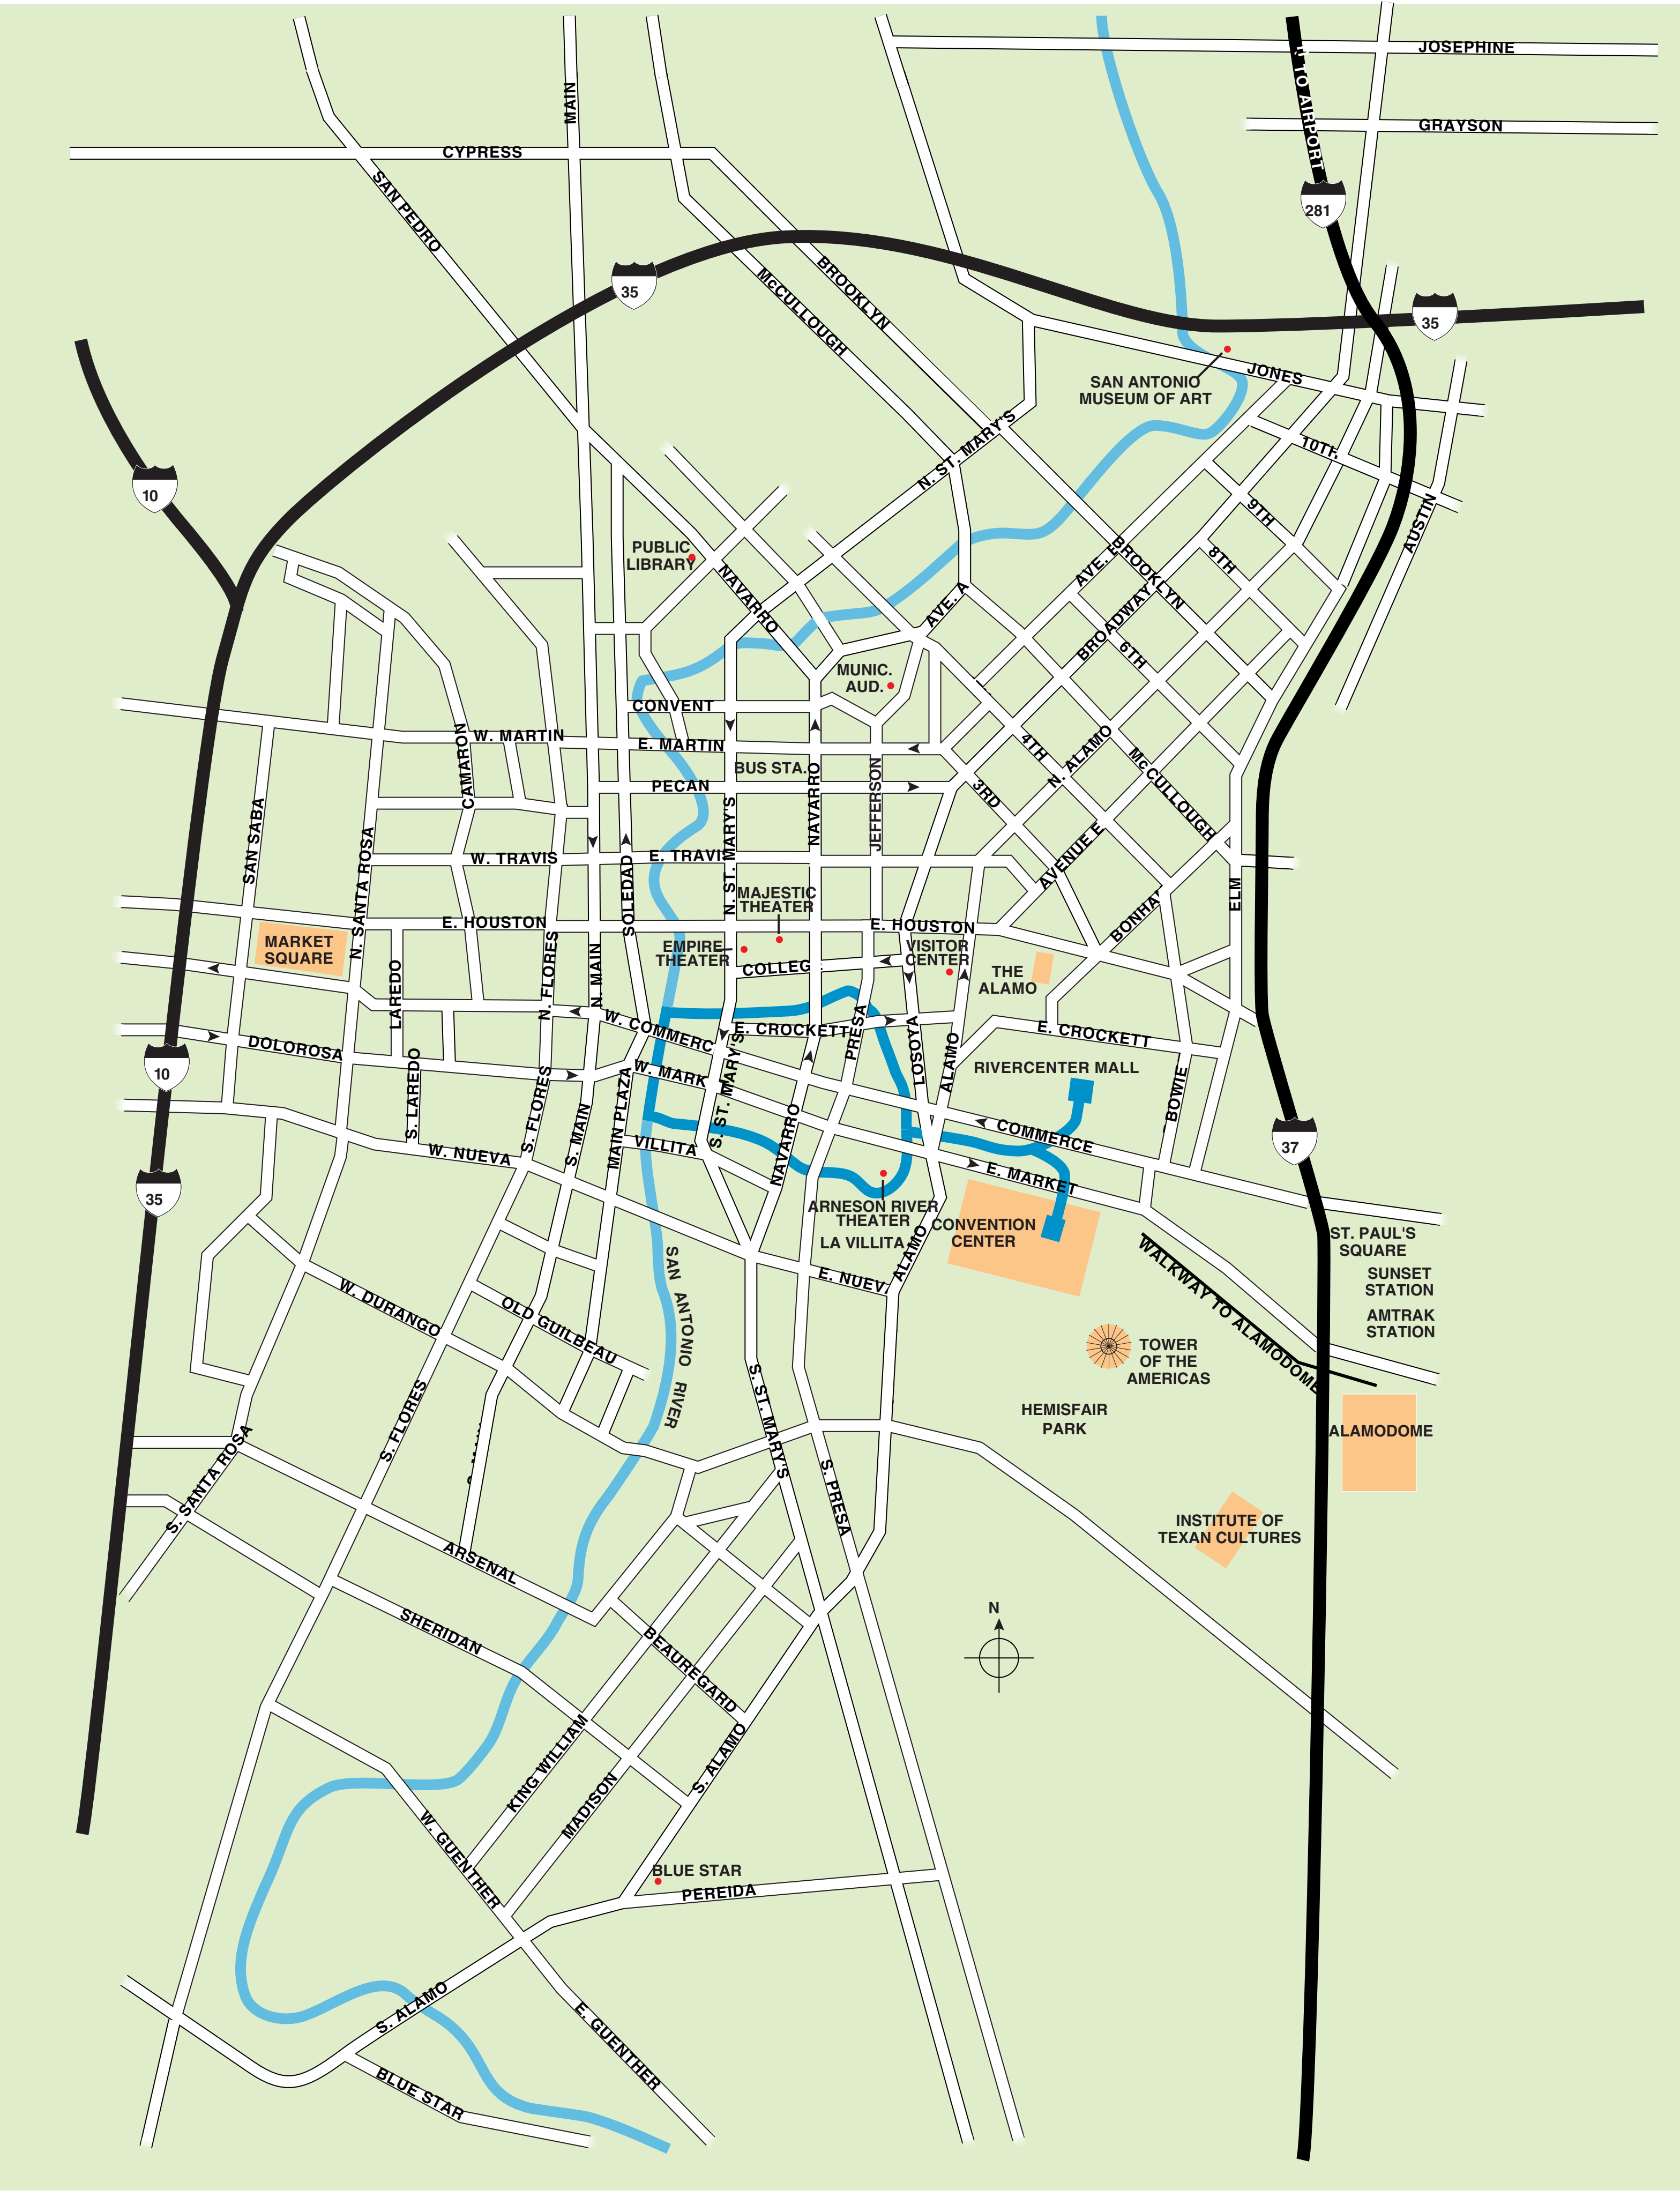 JOSEPHINE
TO AIRPORT
MAIN
GRAYSON
CYPRESS
SAN PEDRO
281
BROOKLYN
McCULLOUGH
35
35
SAN ANTONIO
MUSEUM OF ART
JONES
N. ST. MARY'S
10TH
10
9TH
AUSTIN
PUBLIC
LIBRARY
8TH
AVE.
BROOKLYN
NAVARRO
AVE. A
BROADWAY
6TH
MUNIC.
AUD.
CONVENT
W. MARTIN
E. MARTIN
4TH
N. ALAMO
McCULLOUGH
CAMARON
BUS STA.
PECAN
NAVARRO
JEFFERSON
3RD
SAN SABA
N. SANTA ROSA
W. TRAVIS
E. TRAVIS
N. ST. MARY'S
AVENUE E
SOLEDAD
MAJESTIC
THEATER
ELM
E. HOUSTON
E. HOUSTON
BONHA
MARKET
SQUARE
EMPIRE
THEATER
COLLEGE
VISITOR
CENTER
THE
ALAMO
LAREDO
N. FLORES
N. MAIN
W. COMMERC
E. CROCKETT
PRESA
LOSOYA
ALAMO
E. CROCKETT
DOLOROSA
W. MARK
S. ST. MARY'S
RIVERCENTER MALL
10
S. LAREDO
S. FLORES
S. MAIN
MAIN PLAZA
NAVARRO
BOWIE
COMMERCE
37
W. NUEVA
VILLITA
E. MARKET
35
ARNESON RIVER
THEATER
LA VILLITA
CONVENTION
CENTER
ALAMO
ST. PAUL'S
SQUARE
SUNSET
STATION
AMTRAK
STATION
WALKWAY TO ALAMODOME
SAN ANTONIO RIVER
E. NUEVA
W. DURANGO
OLD GUILBEAU
TOWER
OF THE
AMERICAS
HEMISFAIR
PARK
ALAMODOME
S. FLORES
S. ST. MARY'S
S. SANTA ROSA
S. PRESA
INSTITUTE OF
TEXAN CULTURES
ARSENAL
N
SHERIDAN
BEAUREGARD
KING WILLIAM
MADISON
S. ALAMO
W. GUENTHER
BLUE STAR
PEREIDA
S. ALAMO
E. GUENTHER
BLUE STAR